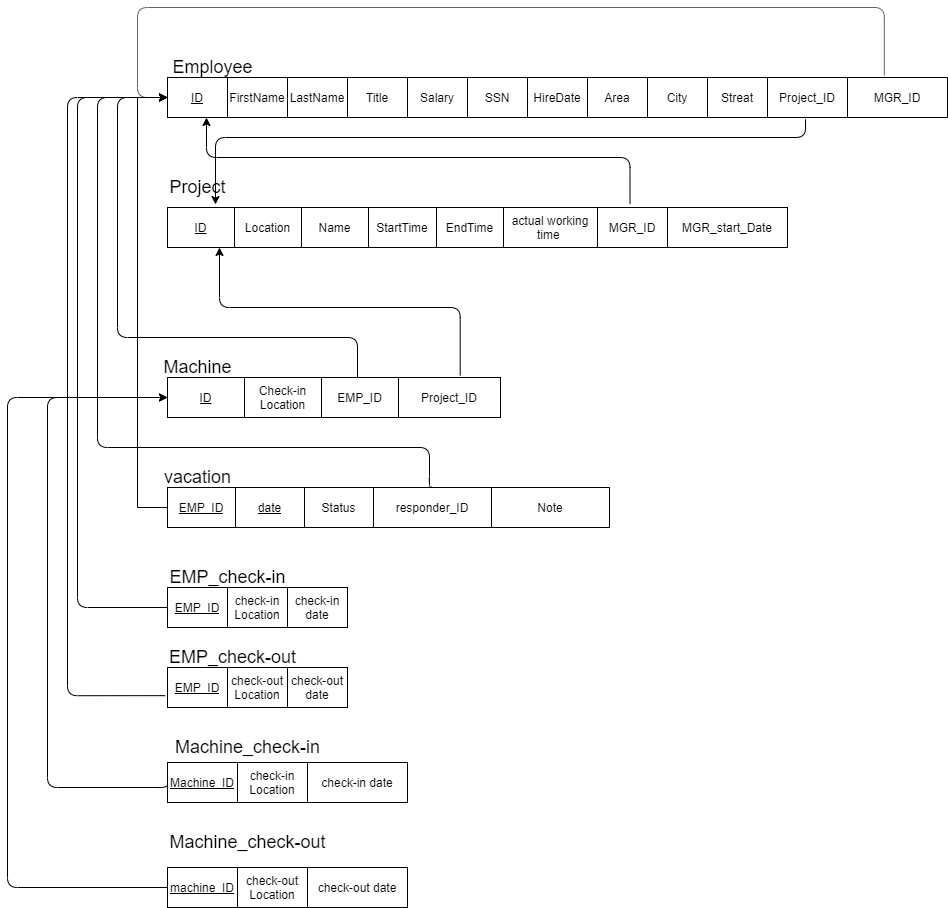 Employee
ID FirstName LastName Title Salary SSN HireDate Area City Streat Project_ID MGR_ID
Project
ID Location Name StartTime EndTime actual working time MGR_ID MGR_start_Date
Machine
ID Check-in Location EMP_ID Project_ID
vacation
EMP_ID date Status responder_ID Note
EMP_check-in
EMP_ID check-in Location check-in date
EMP_check-out
EMP_ID check-out Location check-out date
Machine_check-in
Machine_ID check-in Location check-in date
Machine_check-out
machine_ID check-out Location check-out date